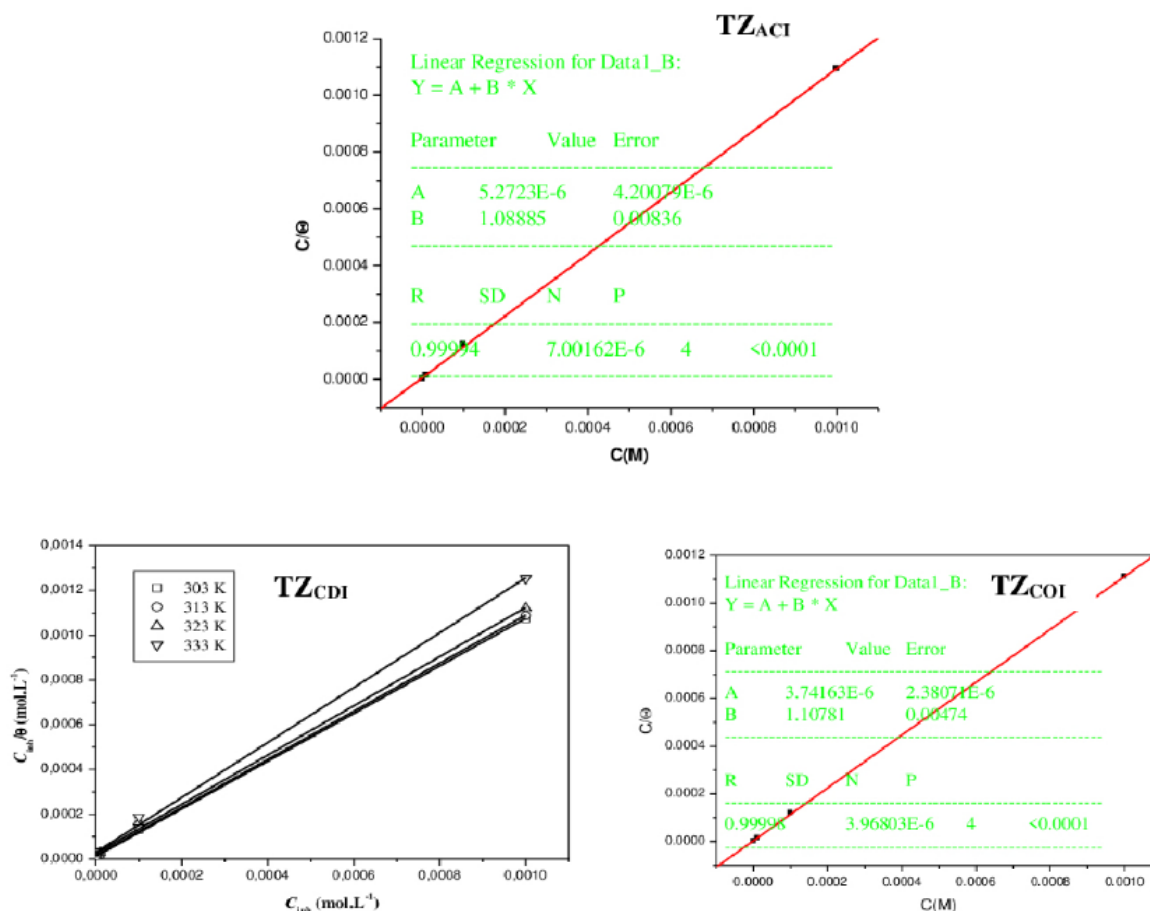 TZACI
0.0012
Linear Regression for Data1_B:
Y = A + B * X
0.0010
Parameter Value Error
0.0008
A 5.2723E-6 4.20079E-6
0.0006
B 1.08885 0.00836
C/Θ
0.0004
R SD N P
0.0002
0.99994 7.00162E-6 4 <0.0001
0.0000
0.0000 0.0002 0.0004 0.0006 0.0008 0.0010
C(M)
0,0014
TZCDI
303 K
313 K
323 K
333 K
0,0012
0,0010
0,0008
0,0006
0,0004
0,0002
0,0000
Cinh/θ (mol.L-1)
0,0000 0,0002 0,0004 0,0006 0,0008 0,0010
Cinh (mol.L-1)
0.0012
TZCOI
Linear Regression for Data1_B:
Y = A + B * X
0.0010
0.0008
Parameter Value Error
0.0006
A 3.74163E-6 2.38071E-6
B 1.10781 0.00474
C/Θ
0.0004
R SD N P
0.0002
0.99998 3.96803E-6 4 <0.0001
0.0000
0.0000 0.0002 0.0004 0.0006 0.0008 0.0010
C(M)